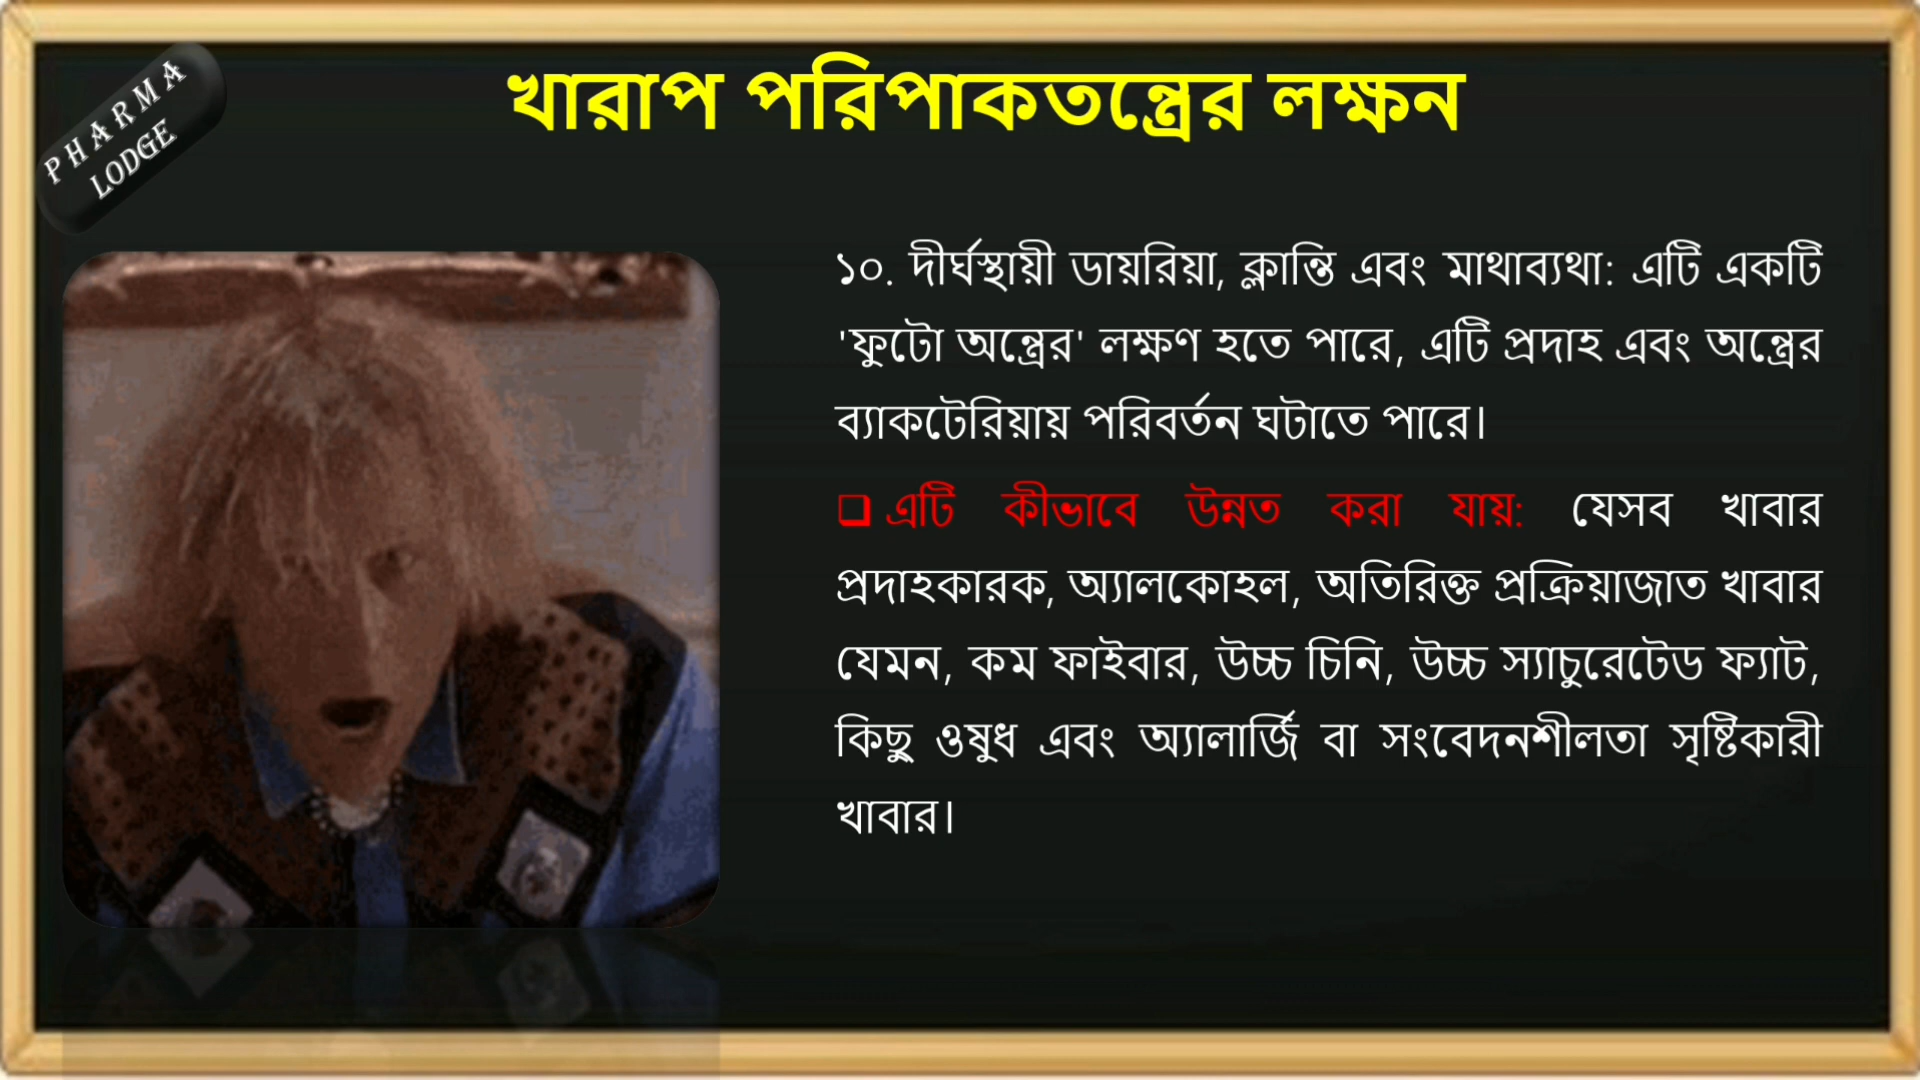 PHARMA
LODGE
খারাপ পরিপাকতন্ত্রের লক্ষন
১০. দীর্ঘস্থায়ী ডায়রিয়া, ক্লান্তি এবং মাথাব্যথা: এটি একটি
'ফুটো অন্ত্রের' লক্ষণ হতে পারে, এটি প্রদাহ এবং অন্ত্রের
ব্যাকটেরিয়ায় পরিবর্তন ঘটাতে পারে।
❑ এটি কীভাবে উন্নত করা যায়: যেসব খাবার
প্রদাহকারক, অ্যালকোহল, অতিরিক্ত প্রক্রিয়াজাত খাবার
যেমন, কম ফাইবার, উচ্চ চিনি, উচ্চ স্যাচুরেটেড ফ্যাট,
কিছু ওষুধ এবং অ্যালার্জি বা সংবেদনশীলতা সৃষ্টিকারী
খাবার।